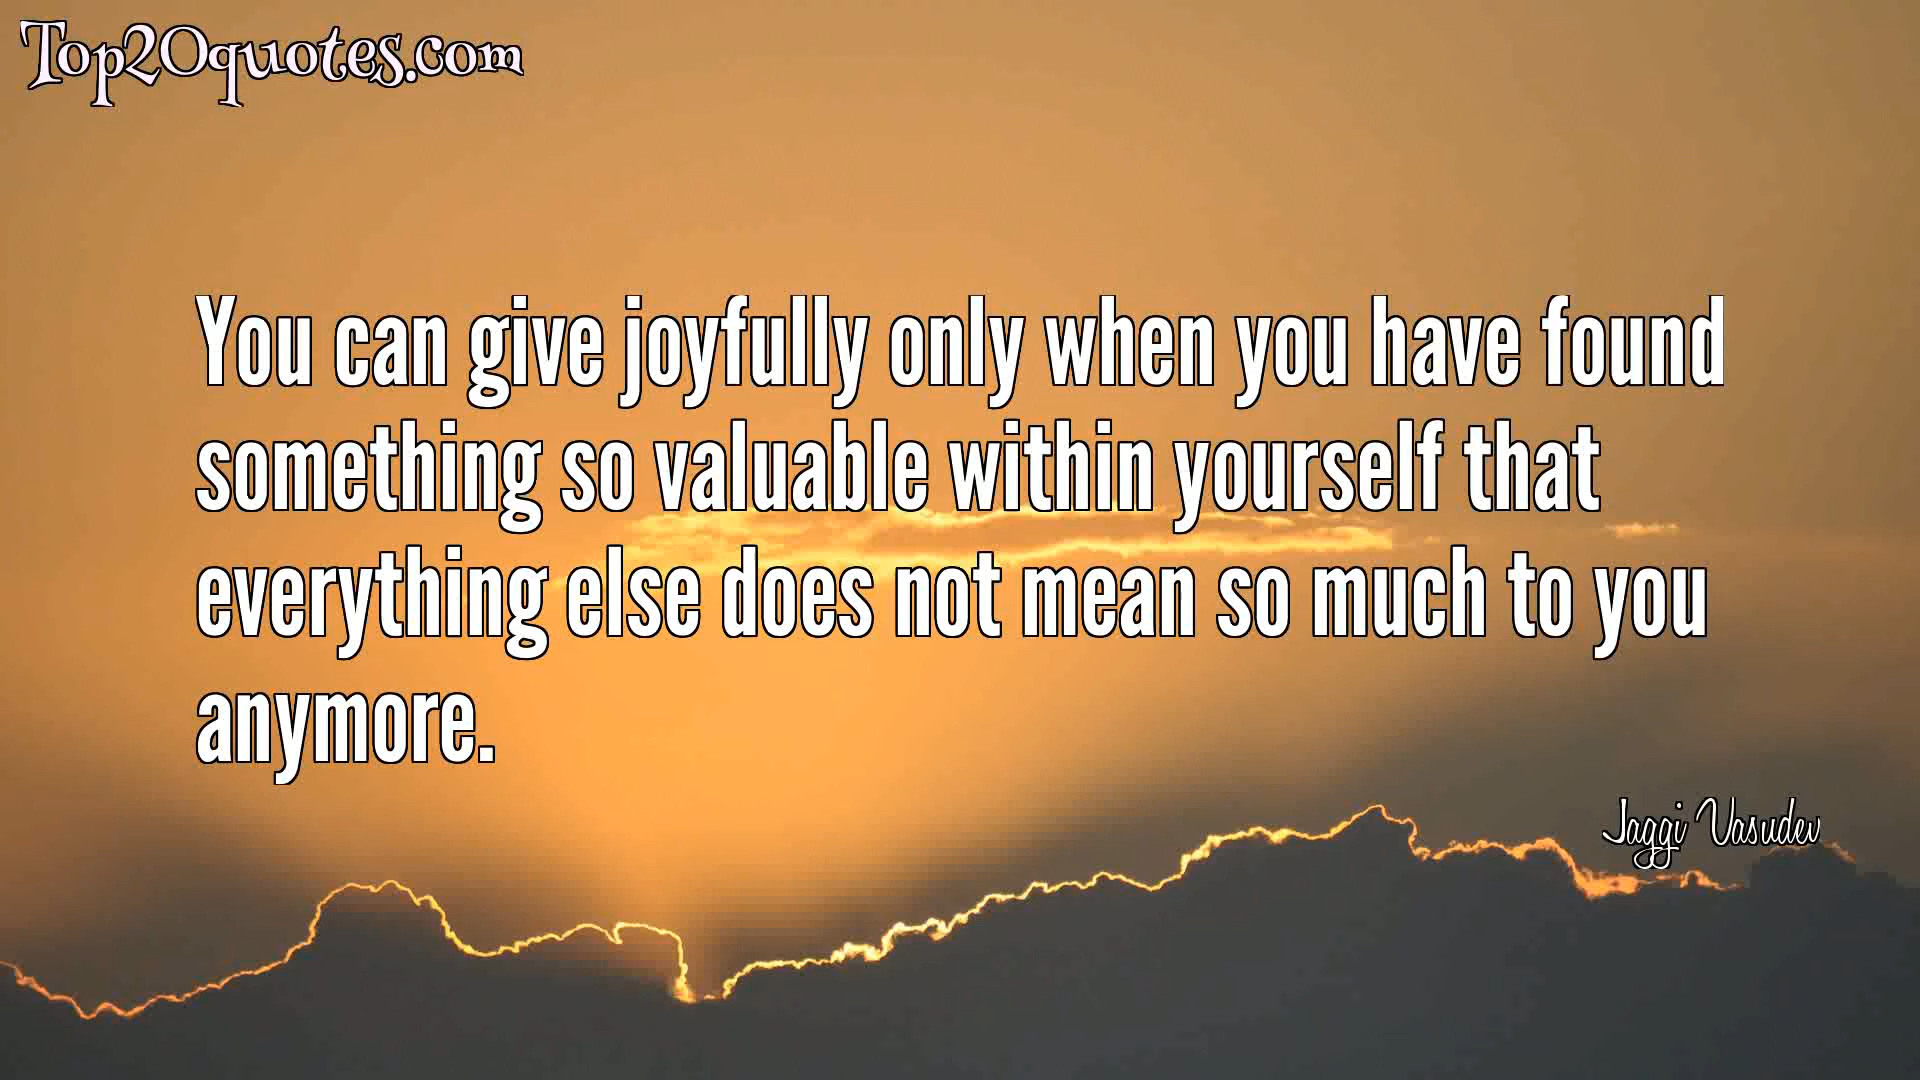 Top20quotes.com
You can give joyfully only when you have found
something so valuable within yourself that
everything else does not mean so much to you
anymore.
Jaggi Vasudev